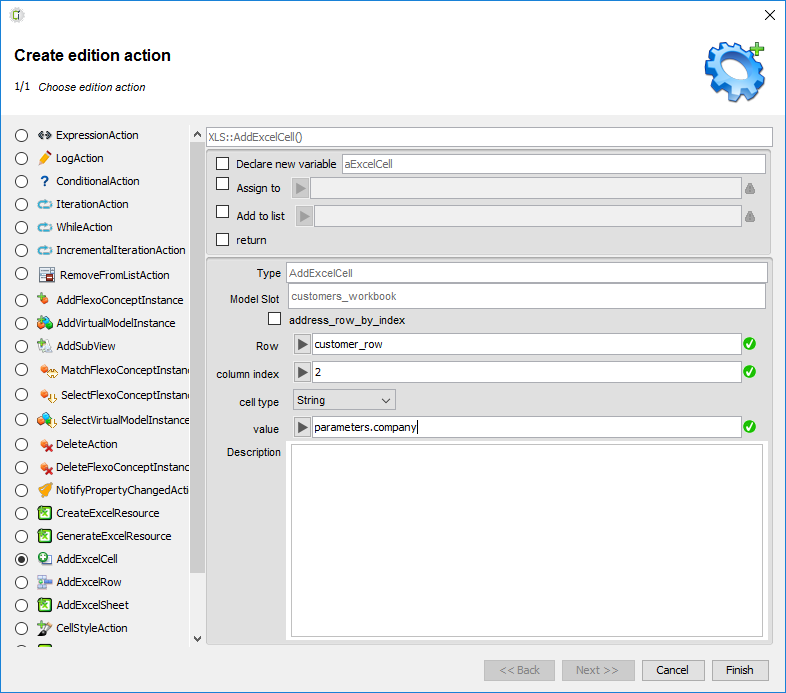 Create edition action
1/1 Choose edition action
ExpressionAction
LogAction
ConditionalAction
IterationAction
WhileAction
IncrementalIterationAction
RemoveFromListAction
AddFlexoConceptInstance
AddVirtualModelInstance
AddSubView
MatchFlexoConceptInstan
SelectFlexoConceptInstan
SelectVirtualModelInstance
DeleteAction
DeleteFlexoConceptInstanc
NotifyPropertyChangedActi
CreateExcelResource
GenerateExcelResource
AddExcelCell
AddExcelRow
AddExcelSheet
CellStyleAction
XLS::AddExcelCell()
Declare new variable aExcelCell
Assign to
Add to list
return
Type AddExcelCell
Model Slot customers_workbook
address_row_by_index
Row customer_row
column index 2
cell type String
value parameters.company
Description
<< Back Next >> Cancel Finish